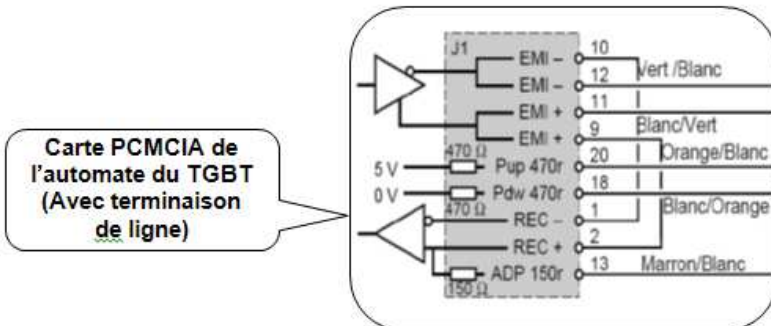 Carte PCMCIA de
l'automate du TGBT
(Avec terminaison
de ligne)
J1
EMI – 10
Vert /Blanc
EMI – 12
EMI + 11
Blanc/Vert
EMI + 9
470 Ω
5 V Pup 470r 20 Orange/Blanc
0 V Pdw 470r 18
470 Ω
Blanc/Orange
REC – 1
REC + 2
ADP 150r 13 Marron/Blanc
150 Ω